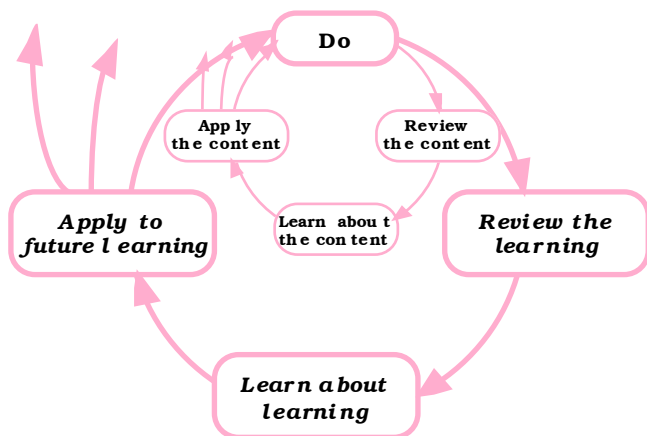 Do
Apply
the content
Review
the content
Learn about
the content
Apply to
future learning
Review the
learning
Learn about
learning